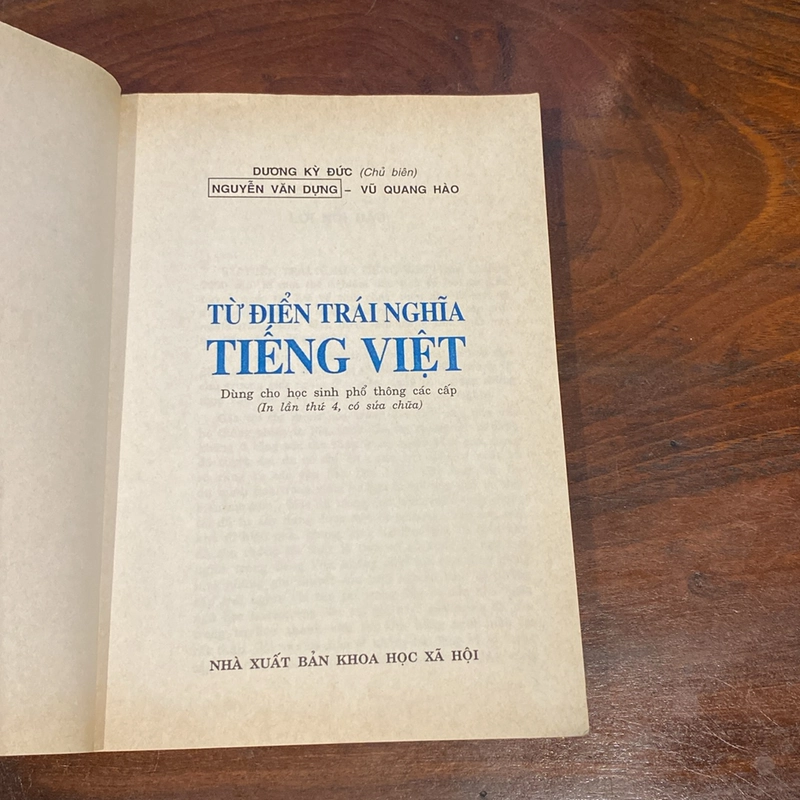 DƯƠNG KỲ ĐỨC (Chủ biên)
NGUYỄN VĂN DỰNG – VŨ QUANG HÀO
TỪ ĐIỂN TRÁI NGHĨA
TIẾNG VIỆT
Dùng cho học sinh phổ thông các cấp
(In lần thứ 4, có sửa chữa)
NHÀ XUẤT BẢN KHOA HỌC XÃ HỘI